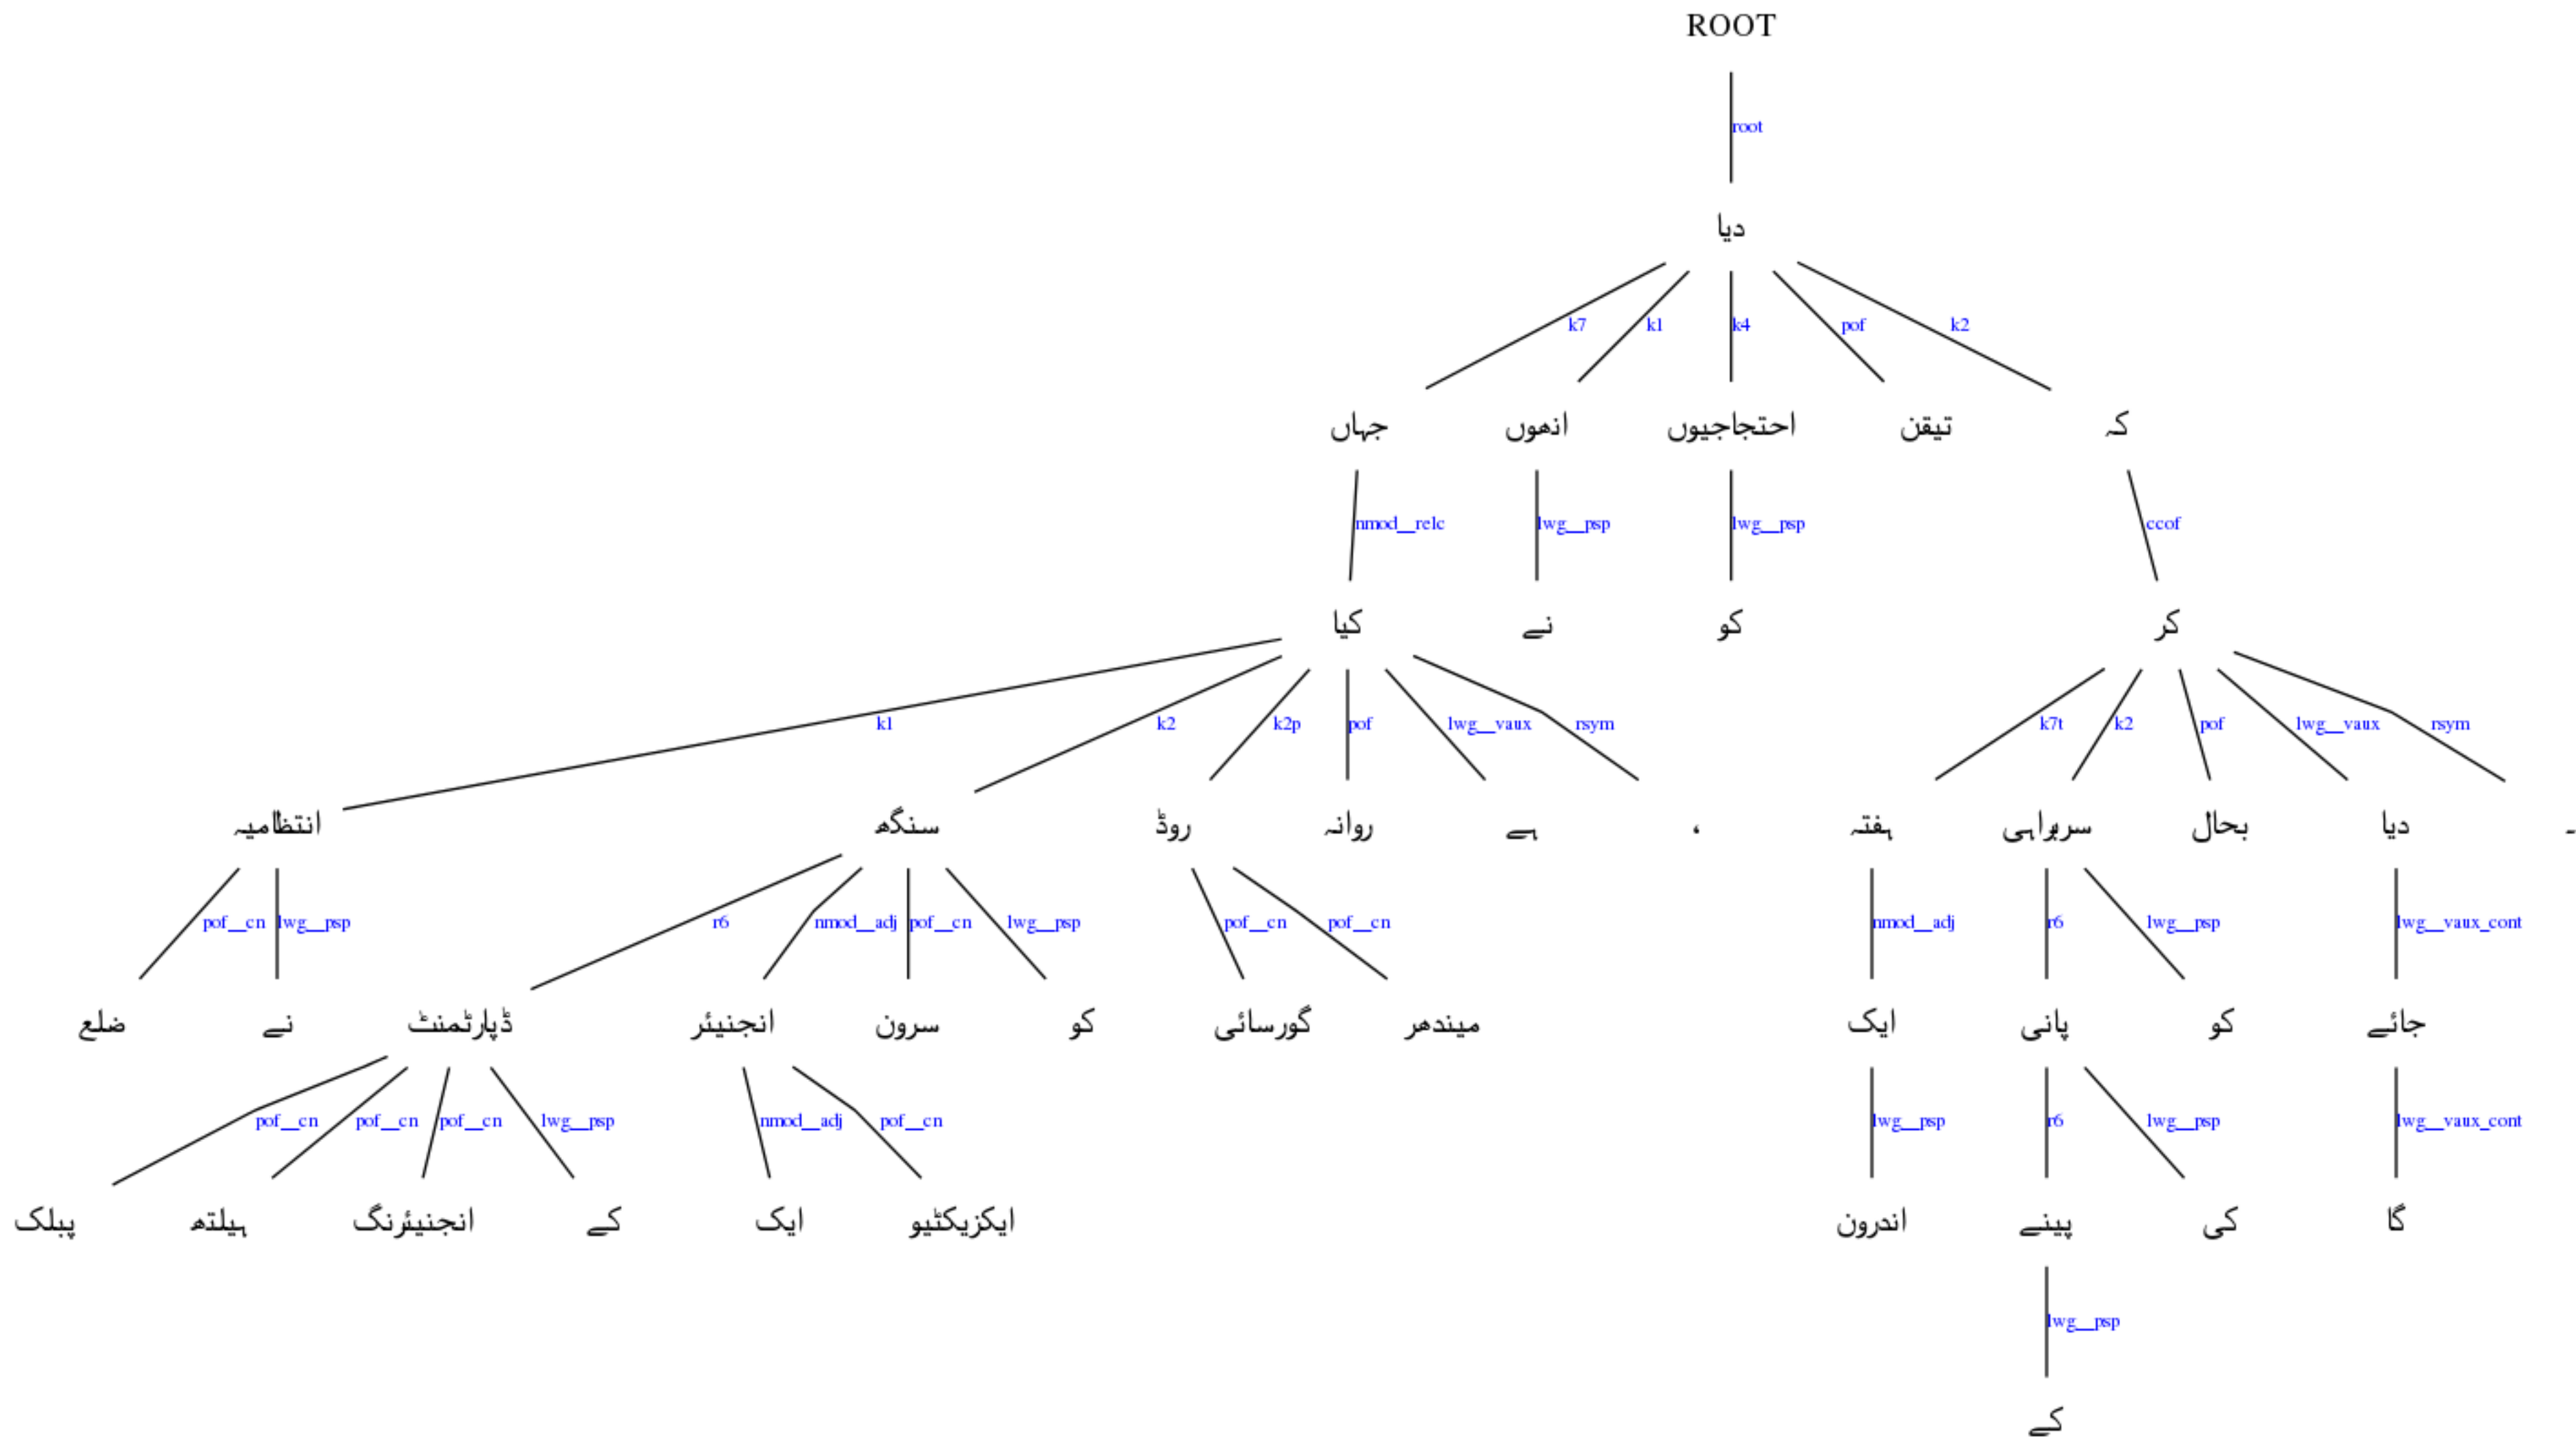 ROOT
root
دیا
k7 k1 k4 pof k2
جہاں انھوں احتجاجیوں تیقن کہ
nmod__relc lwg__psp lwg__psp ccof
کیا نے کو کر
k1 k2 k2p pof lwg__vaux rsym k7t k2 pof lwg__vaux rsym
انتظامیہ سنگھ روڈ روانہ ہے ، ہفتہ سربراہی بحال دیا ۔
pof__cn lwg__psp r6 nmod__adj pof__cn lwg__psp pof__cn pof__cn nmod__adj r6 lwg__psp lwg__vaux_cont
ضلع نے ڈپارٹمنٹ انجنیئر سرون کو گورسائی میندھر ایک پانی کو جائے
pof__cn pof__cn pof__cn lwg__psp nmod__adj pof__cn lwg__psp r6 lwg__psp lwg__vaux_cont
پبلک ہیلتھ انجنیئرنگ کے ایک ایکزیکٹیو اندرون پینے کی گا
lwg__psp
کے